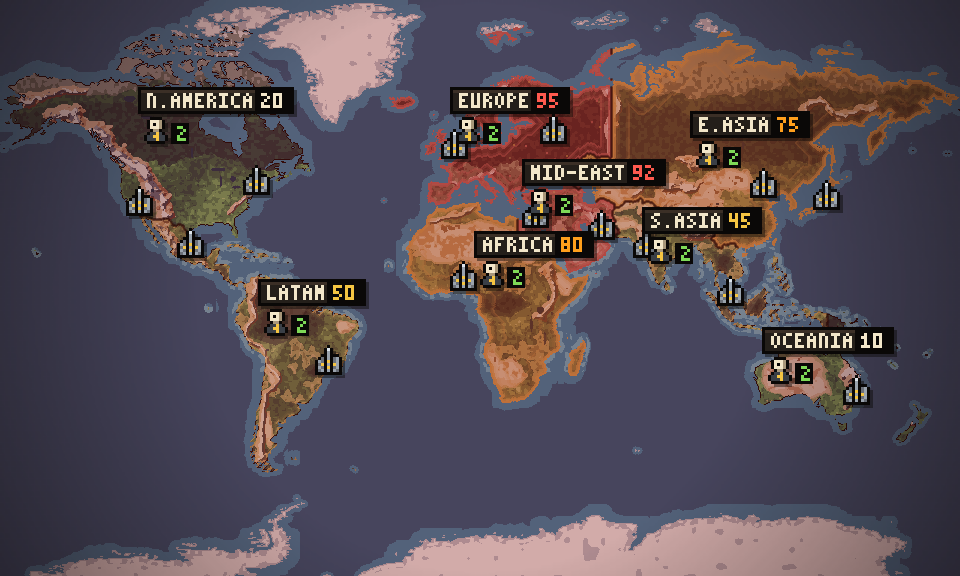 N.AMERICA 20
2
EUROPE 95
2
E.ASIA 75
2
MID-EAST 92
2
S.ASIA 45
2
AFRICA 80
2
LATAM 50
2
OCEANIA 10
2